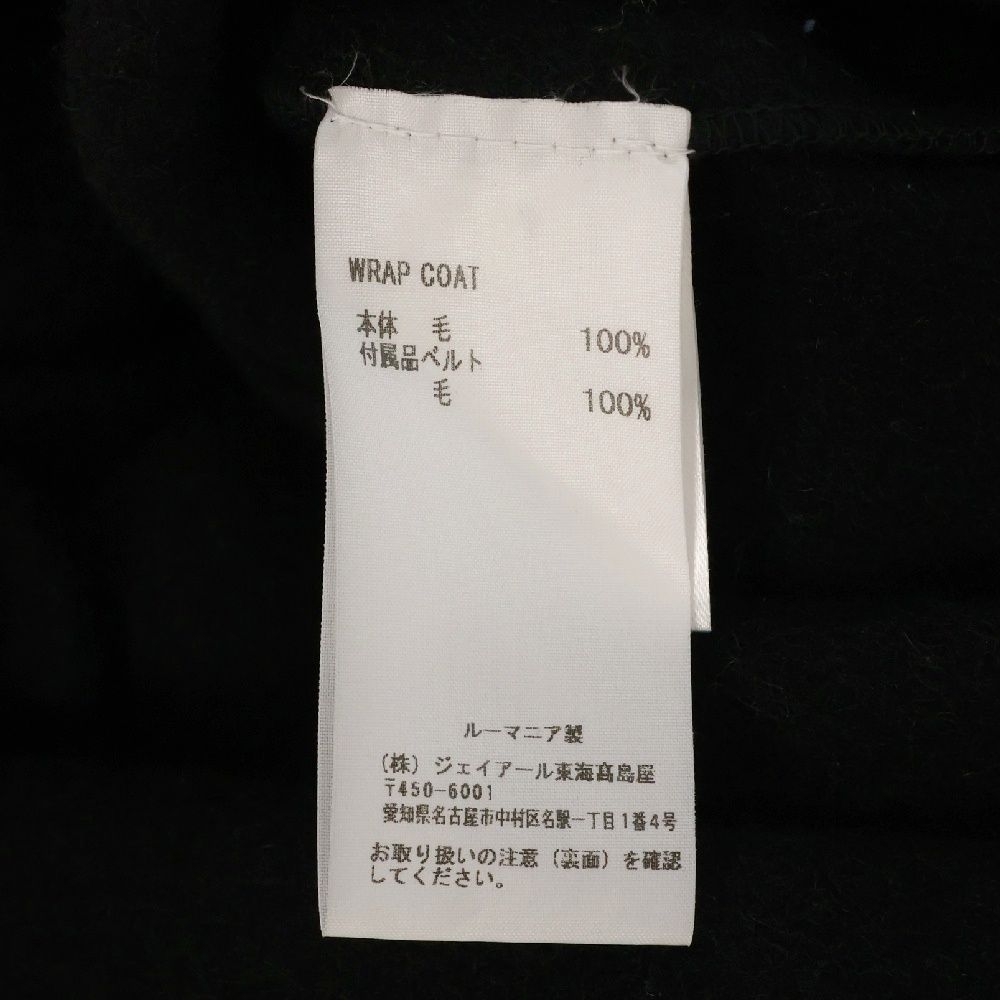 WRAP COAT
本体 毛 100%
付属品ベルト
毛 100%
ルーマニア製
(株) ジェイアール東海髙島屋
〒450-6001
愛知県名古屋市中村区名駅一丁目1番4号
お取り扱いの注意(裏面)を確認
してください。